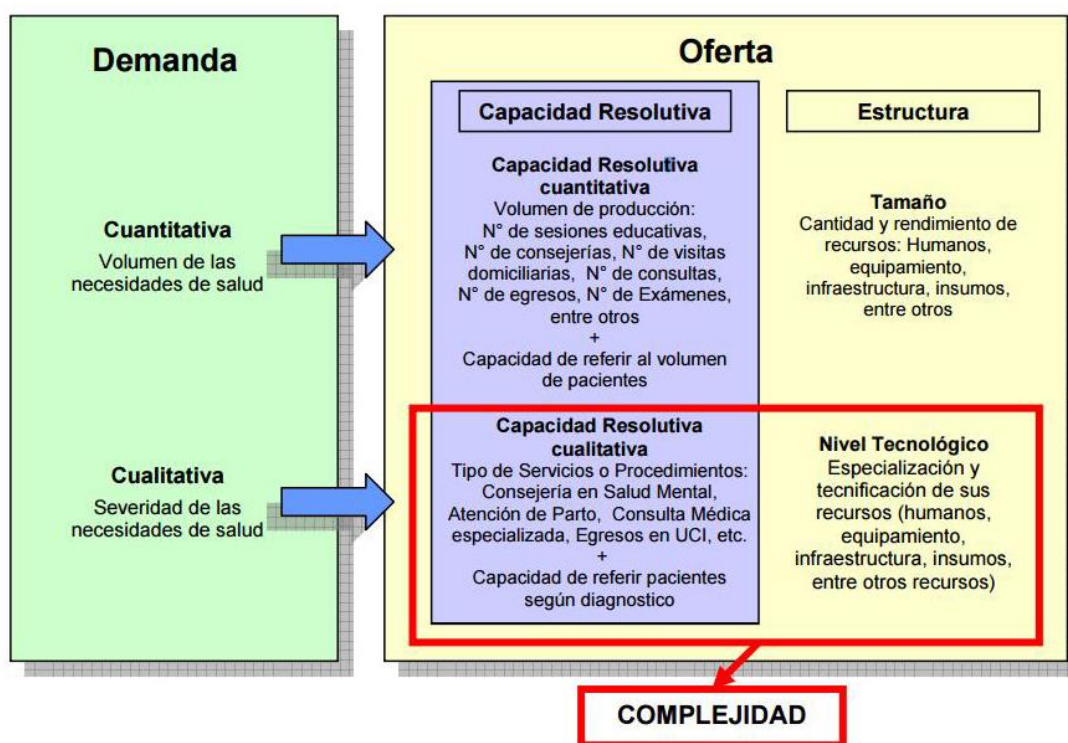 Demanda
Cuantitativa
Volumen de las
necesidades de salud
Cualitativa
Severidad de las
necesidades de salud
Oferta
Capacidad Resolutiva
Capacidad Resolutiva
cuantitativa
Volumen de producción:
N° de sesiones educativas,
N° de consejerías, N° de visitas
domiciliarias, N° de consultas,
N° de egresos, N° de Exámenes,
entre otros
+
Capacidad de referir al volumen
de pacientes
Capacidad Resolutiva
cualitativa
Tipo de Servicios o Procedimientos:
Consejería en Salud Mental,
Atención de Parto, Consulta Médica
especializada, Egresos en UCI, etc.
+
Capacidad de referir pacientes
según diagnostico
Estructura
Tamaño
Cantidad y rendimiento de
recursos: Humanos,
equipamiento,
infraestructura, insumos,
entre otros
Nivel Tecnológico
Especialización y
tecnificación de sus
recursos (humanos,
equipamiento,
infraestructura, insumos,
entre otros recursos)
COMPLEJIDAD